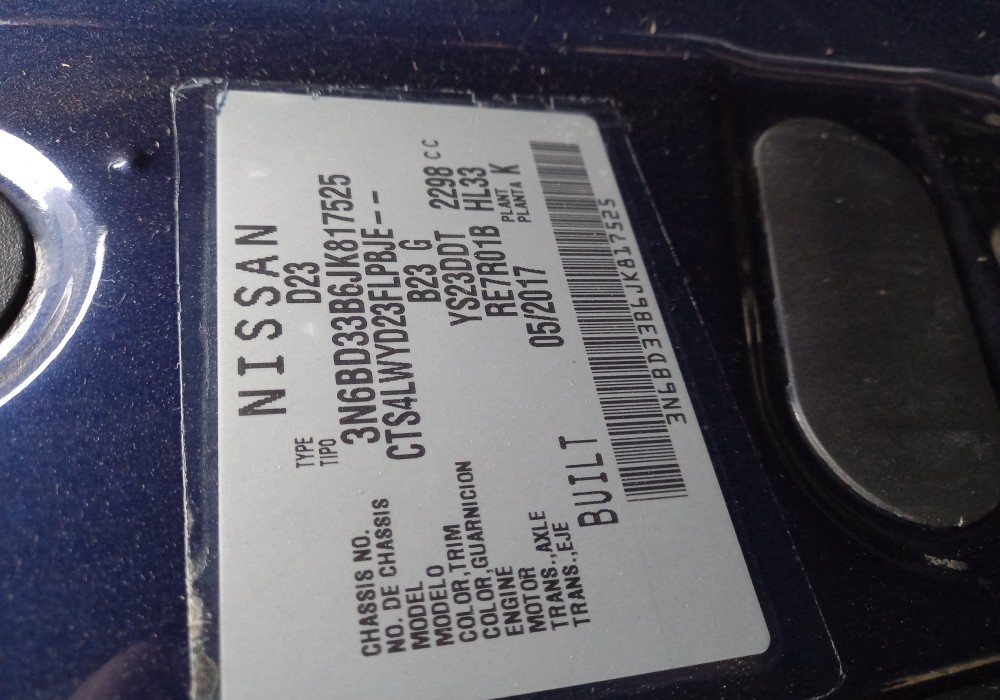 NISSAN
TYPE
TIPO D23
CHASSIS NO.
NO. DE CHASSIS 3N6BD33B6JK817525
MODEL
MODELO CTS4LWYD23FLPBJE--
COLOR,TRIM
COLOR,GUARNICION B23 G
ENGINE
MOTOR YS23DDT 2298 CC
TRANS.,AXLE
TRANS.,EJE RE7R01B HL33
PLANT
PLANTA K
BUILT 05/2017
3N6BD33B6JK817525